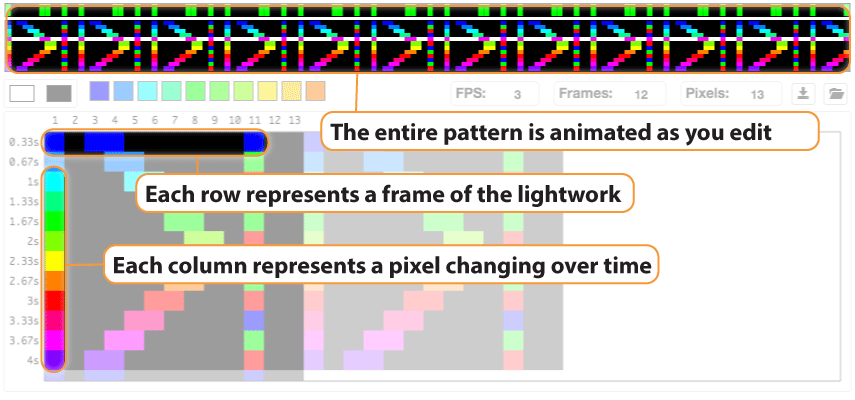 FPS: 3 Frames: 12 Pixels: 13
The entire pattern is animated as you edit
1 2 3 4 5 6 7 8 9 10 11 12 13
0.33s
0.67s
1s
Each row represents a frame of the lightwork
1.33s
1.67s
2s
Each column represents a pixel changing over time
2.33s
2.67s
3s
3.33s
3.67s
4s